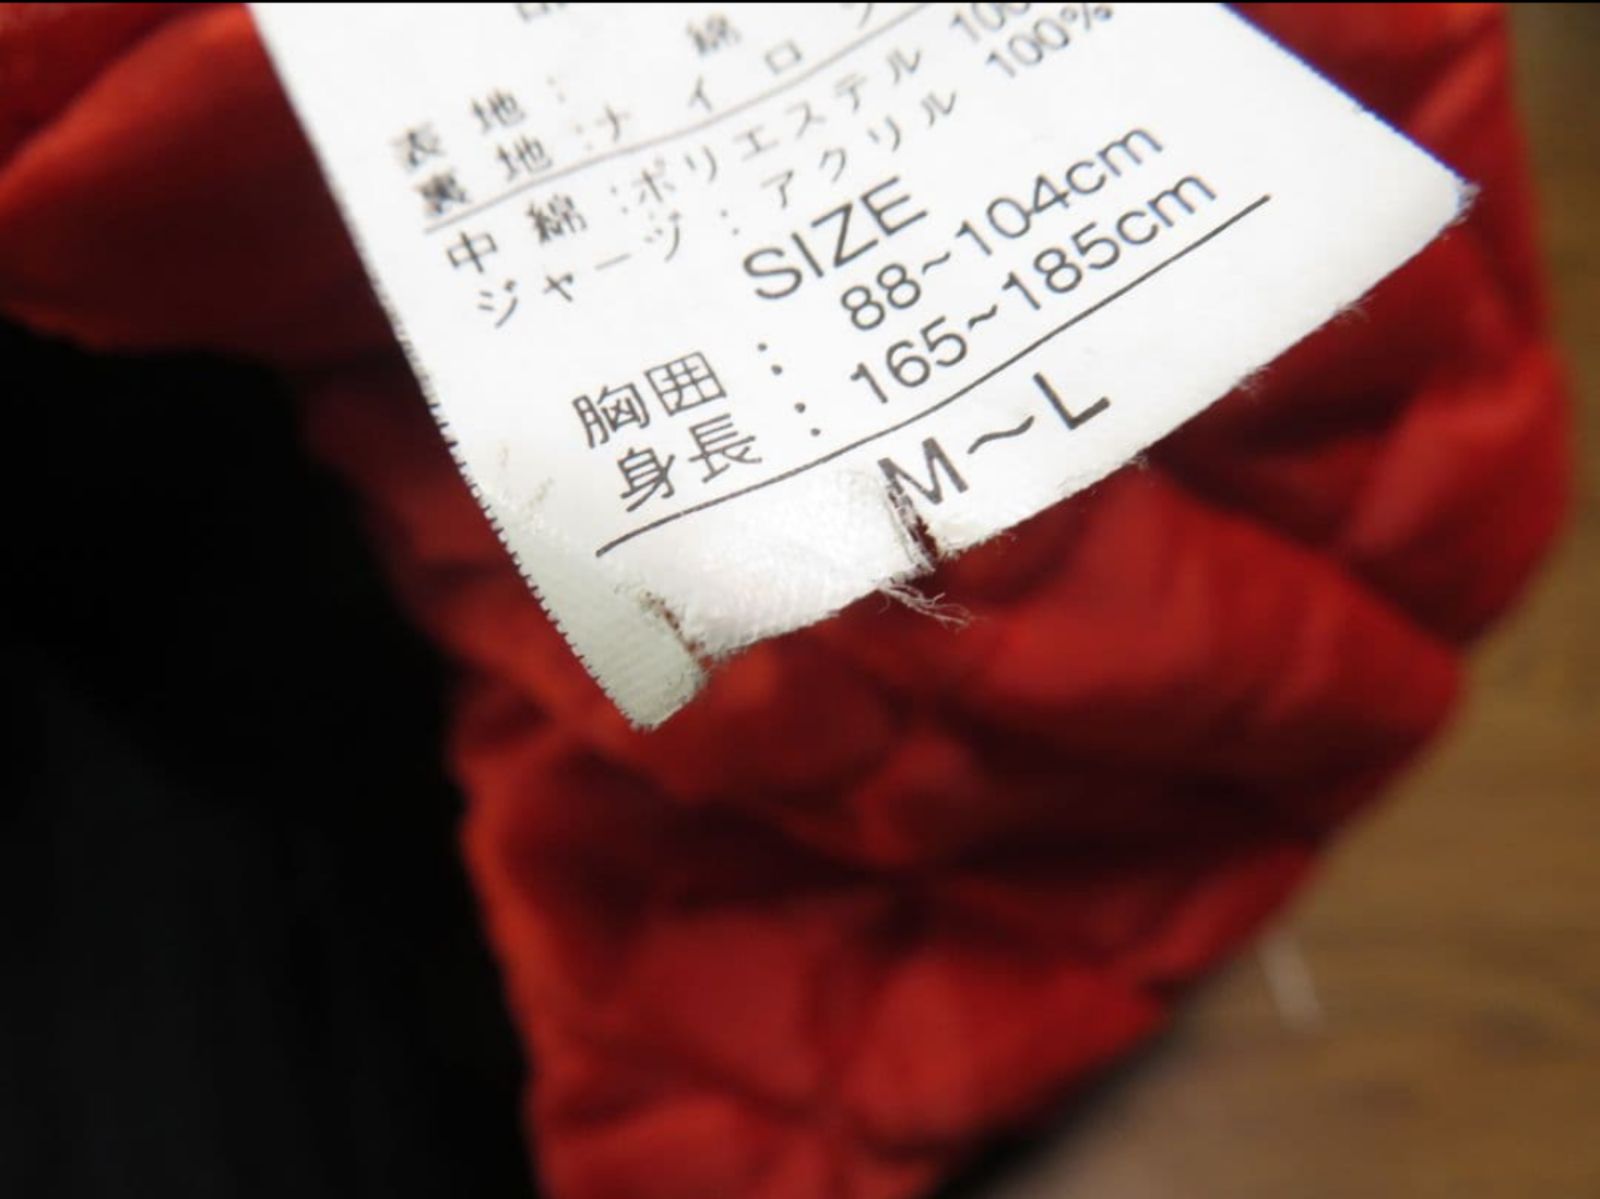 表 地 : 綿
裏 地 : ナ イ ロ ン
中 綿 : ポリエステル 100
ジャージ : アクリル 100%
SIZE
胸囲 : 88~104cm
身長 : 165~185cm
M~L